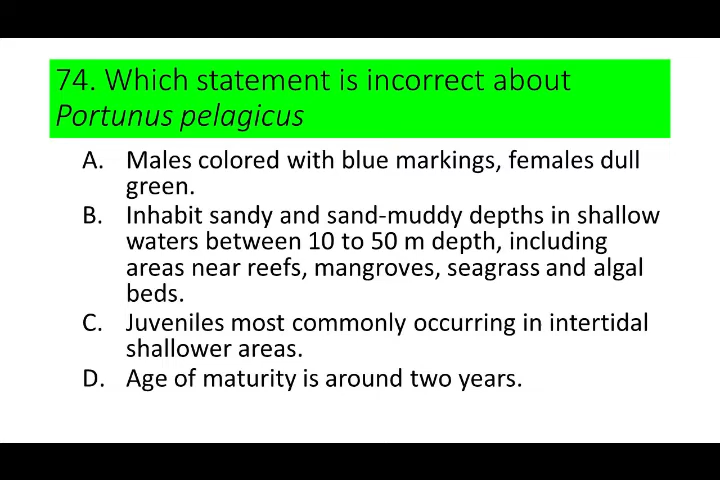 74. Which statement is incorrect about
Portunus pelagicus
A. Males colored with blue markings, females dull
green.
B. Inhabit sandy and sand-muddy depths in shallow
waters between 10 to 50 m depth, including
areas near reefs, mangroves, seagrass and algal
beds.
C. Juveniles most commonly occurring in intertidal
shallower areas.
D. Age of maturity is around two years.